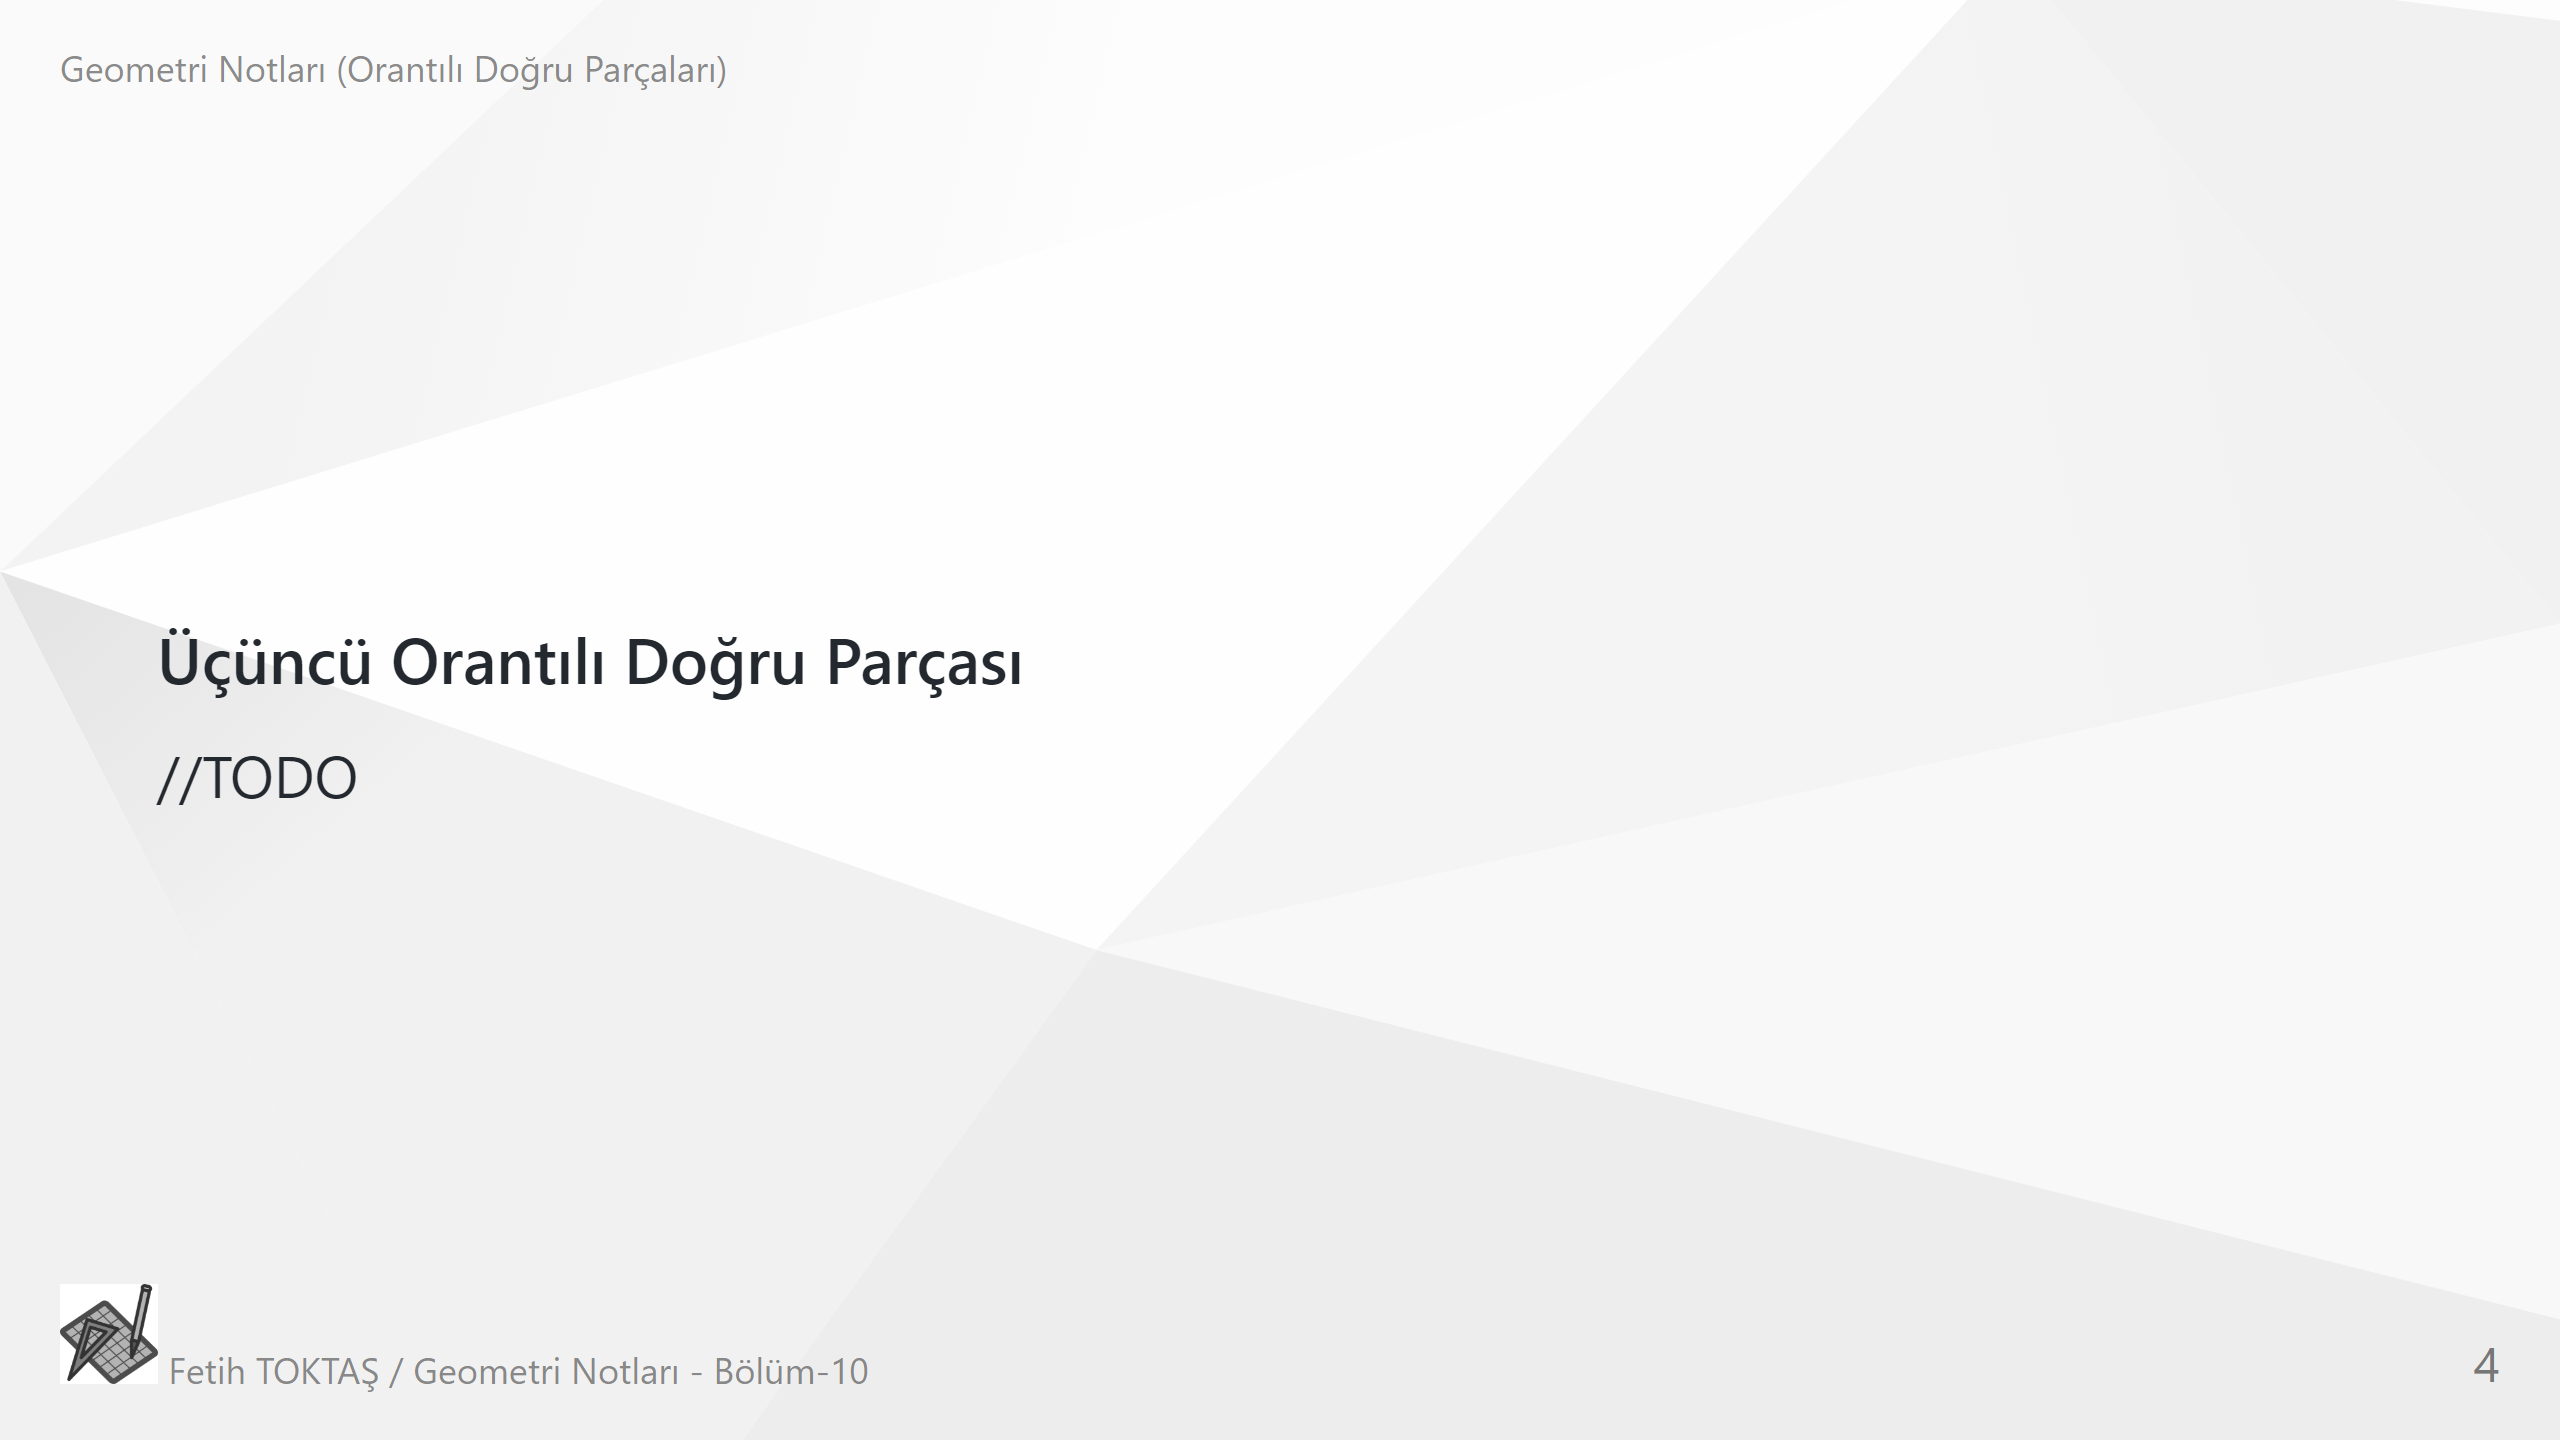 Geometri Notları (Orantılı Doğru Parçaları)
Üçüncü Orantılı Doğru Parçası
//TODO
Fetih TOKTAŞ / Geometri Notları - Bölüm-10
4